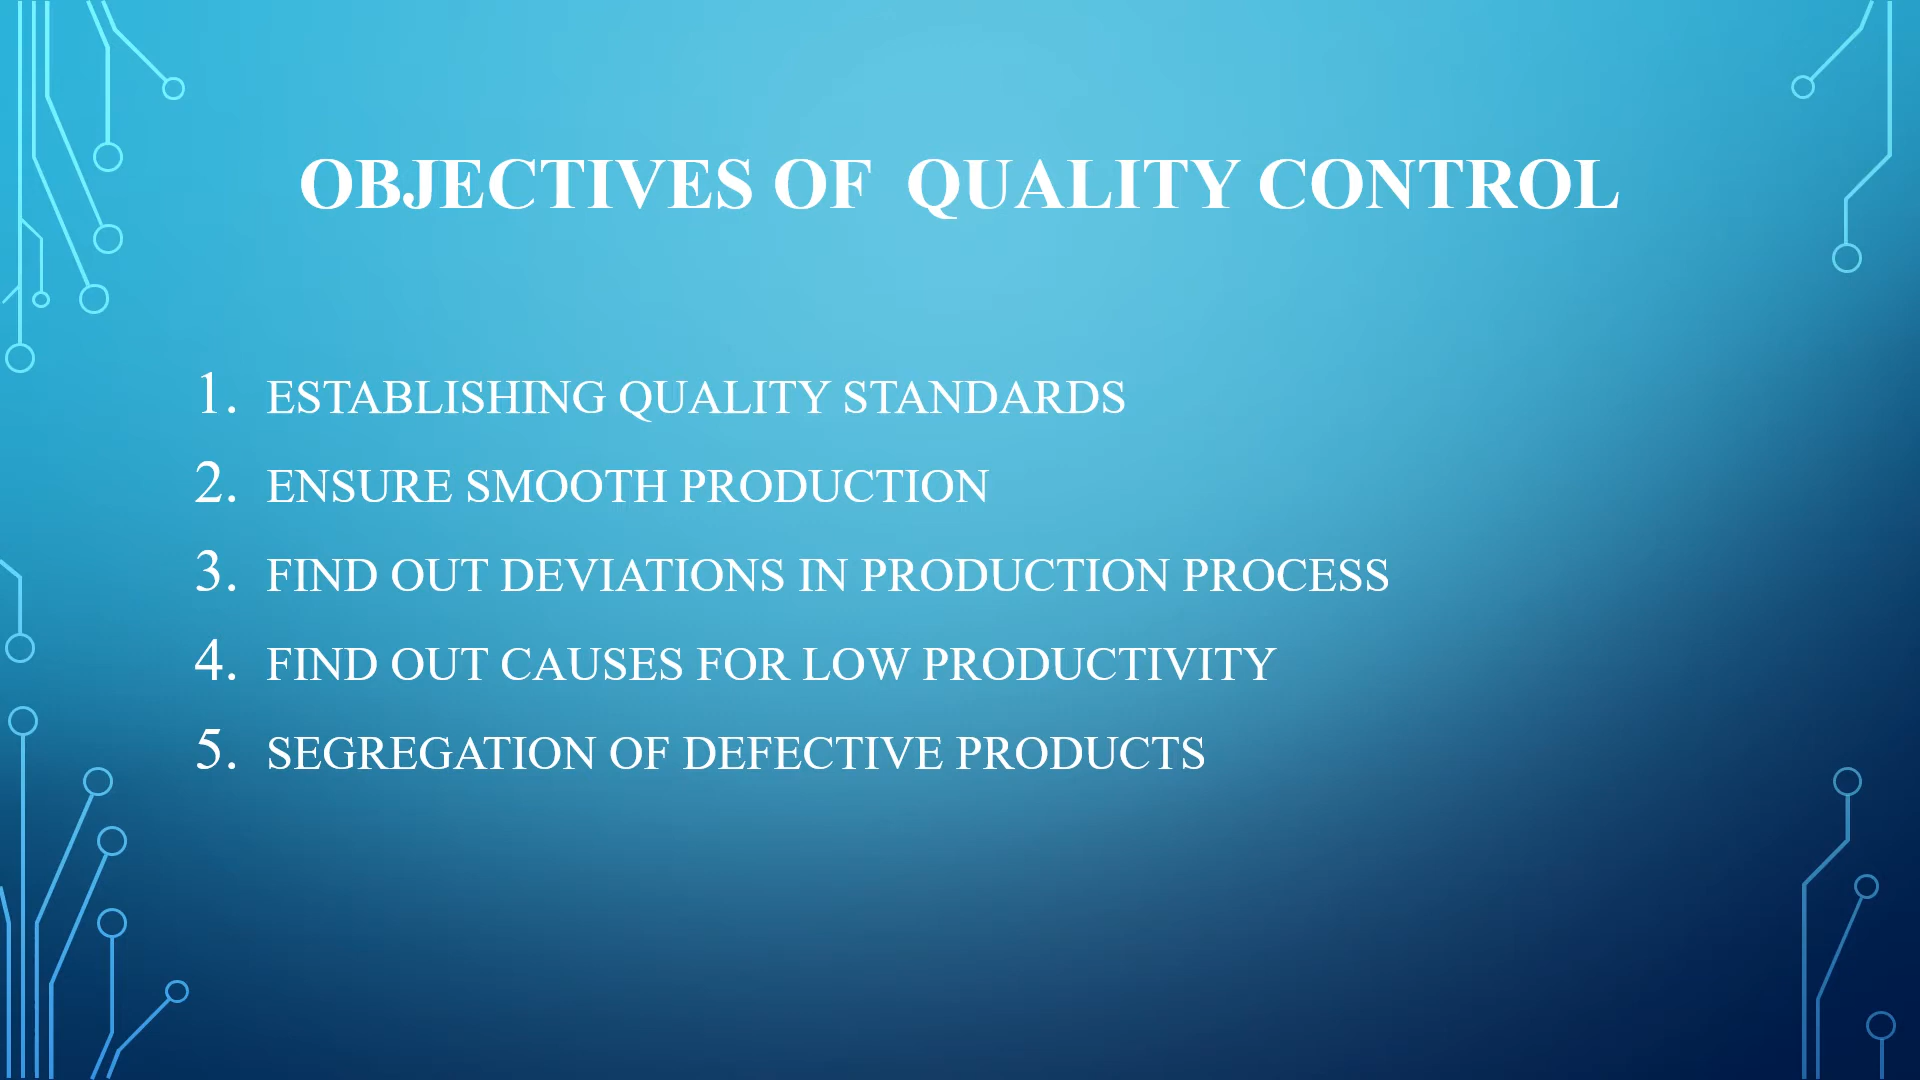 OBJECTIVES OF  QUALITY CONTROL
1. ESTABLISHING QUALITY STANDARDS
2. ENSURE SMOOTH PRODUCTION
3. FIND OUT DEVIATIONS IN PRODUCTION PROCESS
4. FIND OUT CAUSES FOR LOW PRODUCTIVITY
5. SEGREGATION OF DEFECTIVE PRODUCTS